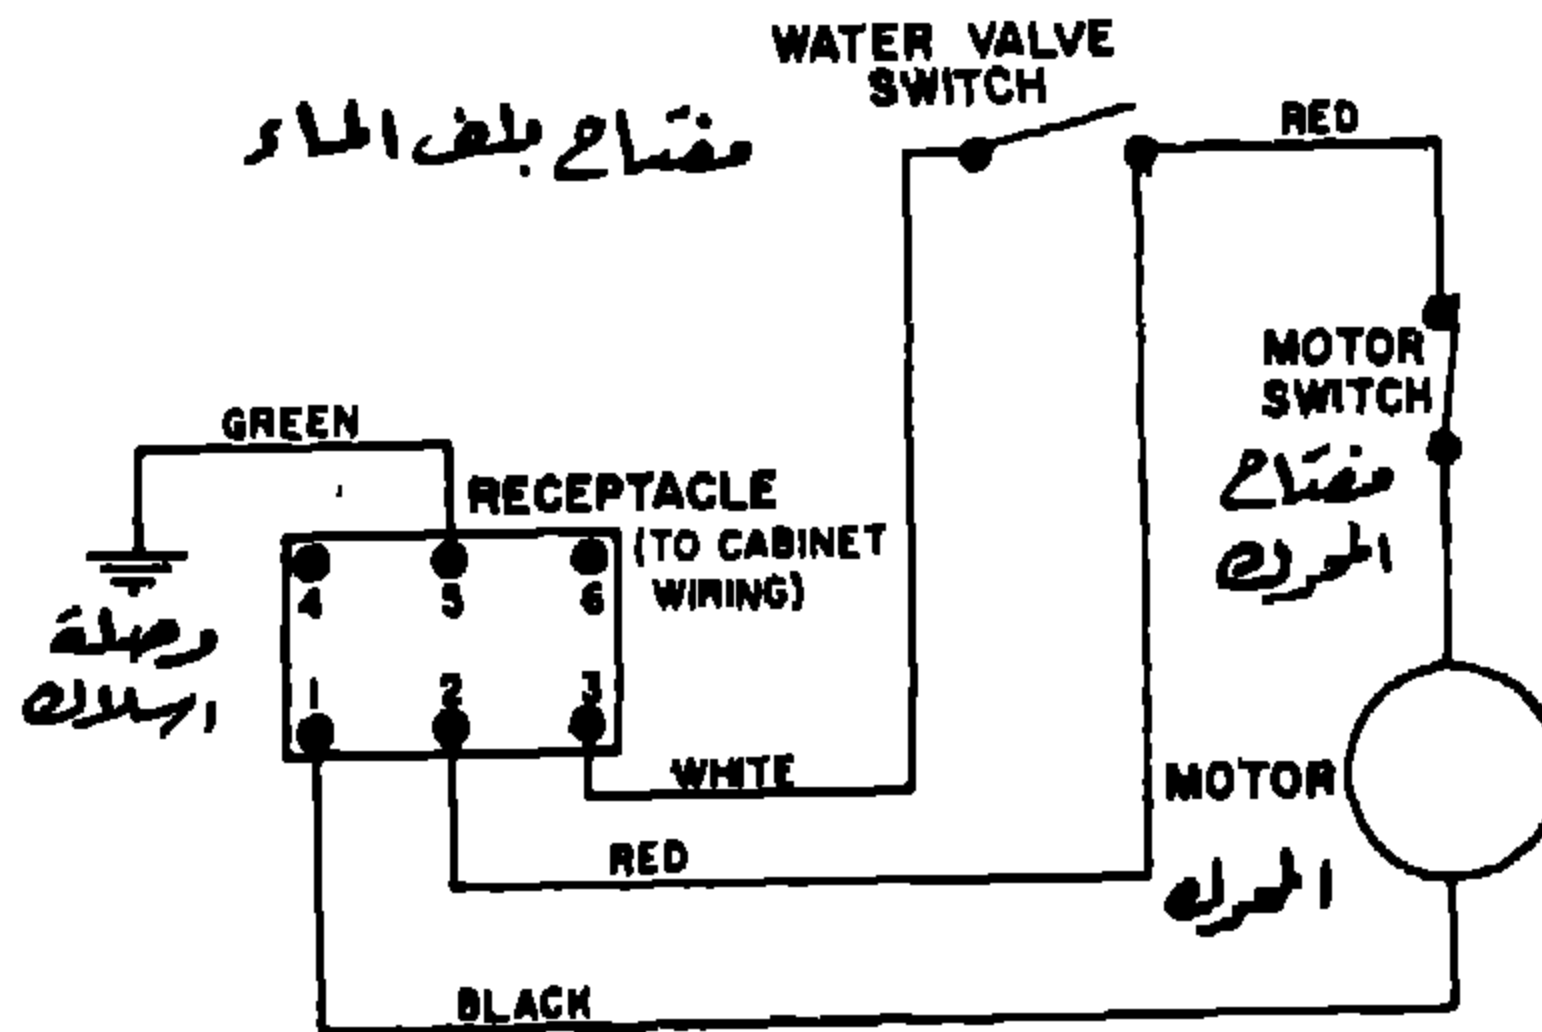 WATER VALVE
SWITCH
مفتاح بلف الماء
RED
MOTOR
SWITCH
مفتاح
المحرك
GREEN
RECEPTACLE
(TO CABINET
WIRING)
4 5 6
1 2 3
وصلة
اسلاك
WHITE
MOTOR
المحرك
RED
BLACK